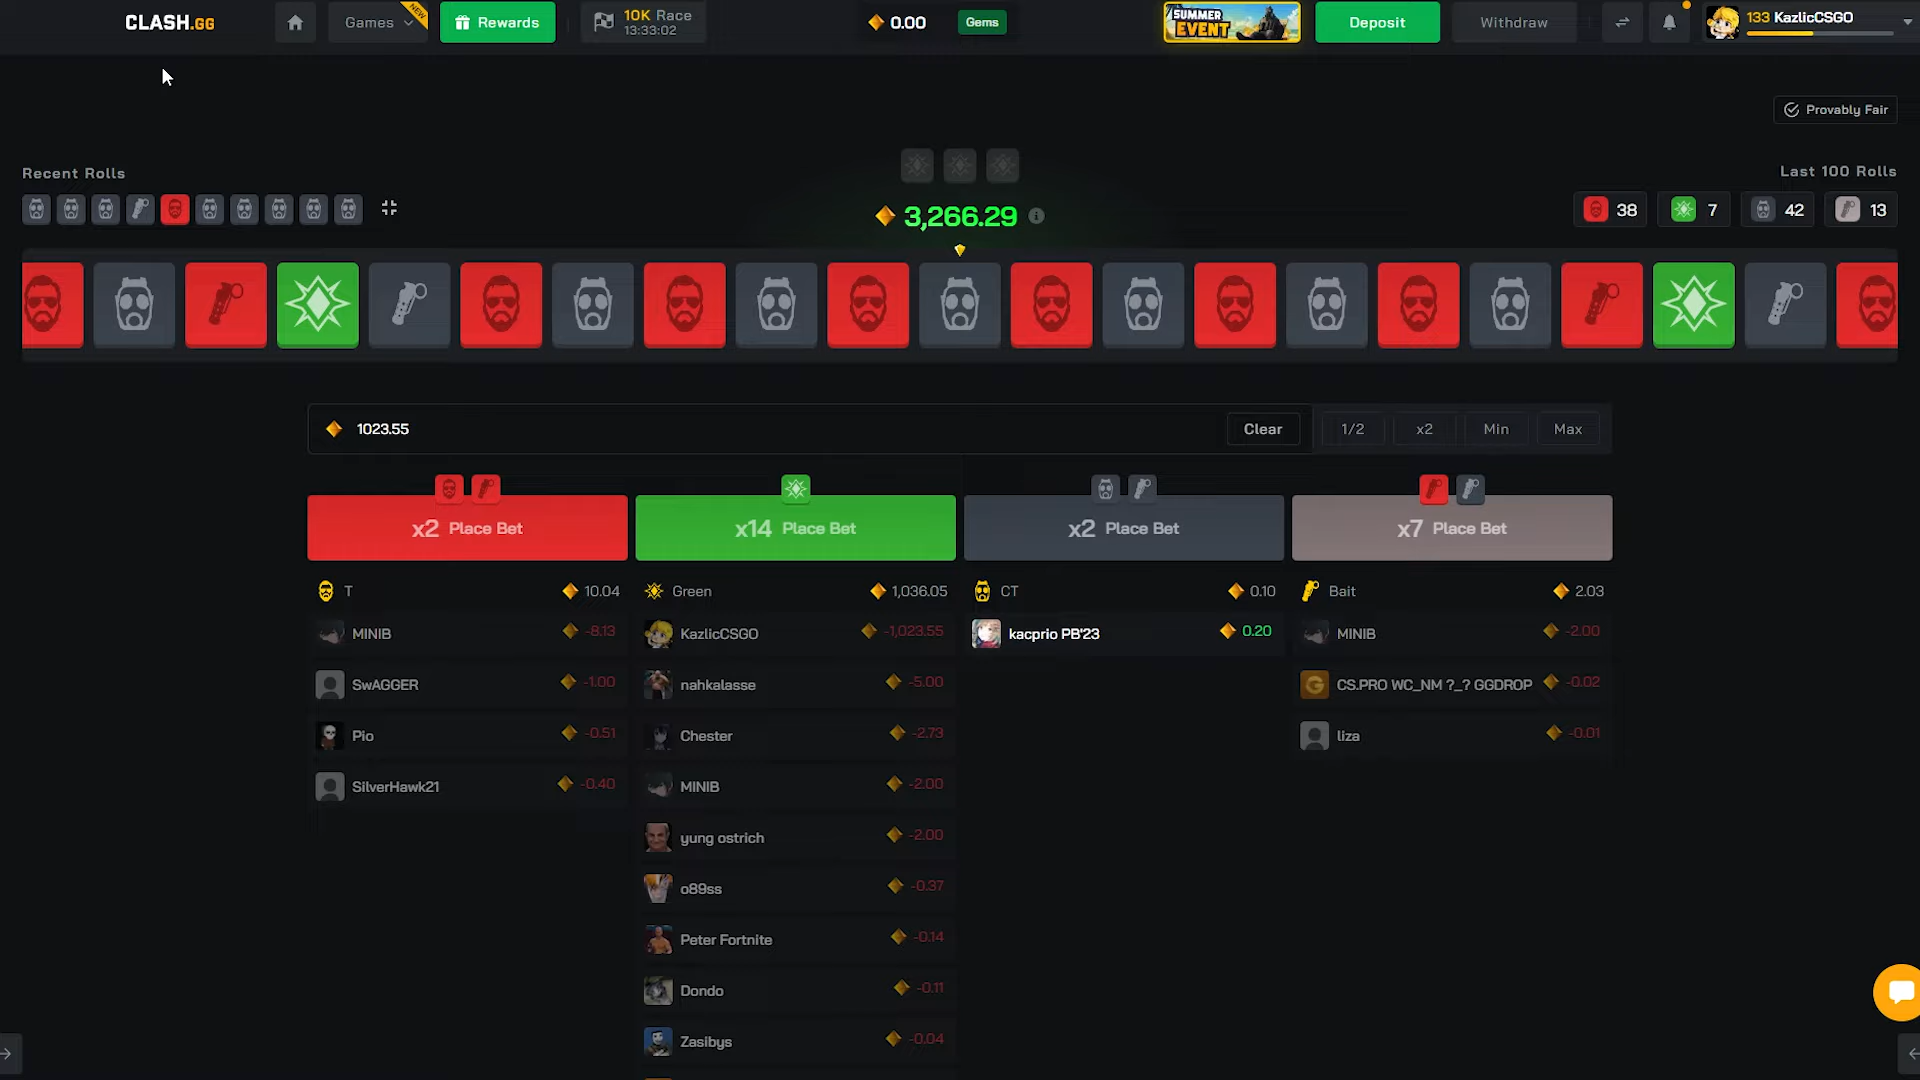 CLASH.GG
Games
NEW
Rewards
10K Race
13:33:02
0.00
Gems
SUMMER
EVENT
Deposit
Withdraw
133 KazlicCSGO
Provably Fair
Recent Rolls
3,266.29
Last 100 Rolls
38
7
42
13
1023.55
Clear
1/2
x2
Min
Max
x2 Place Bet
x14 Place Bet
x2 Place Bet
x7 Place Bet
T 10.04
MINIB -8.13
SwAGGER -1.00
Pio -0.51
SilverHawk21 -0.40
Green 1,036.05
KazlicCSGO -1,023.55
nahkalasse -5.00
Chester -2.73
MINIB -2.00
yung ostrich -2.00
o89ss -0.37
Peter Fortnite -0.14
Dondo -0.11
Zasibys -0.04
CT 0.10
kacprio PB'23 0.20
Bait 2.03
MINIB -2.00
CS.PRO WC_NM ?_? GGDROP -0.02
liza -0.01